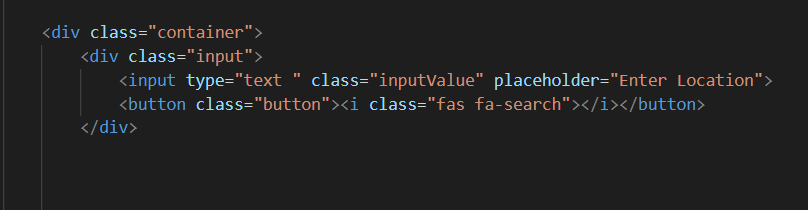 <div class="container">
<div class="input">
<input type="text " class="inputValue" placeholder="Enter Location">
<button class="button"><i class="fas fa-search"></i></button>
</div>